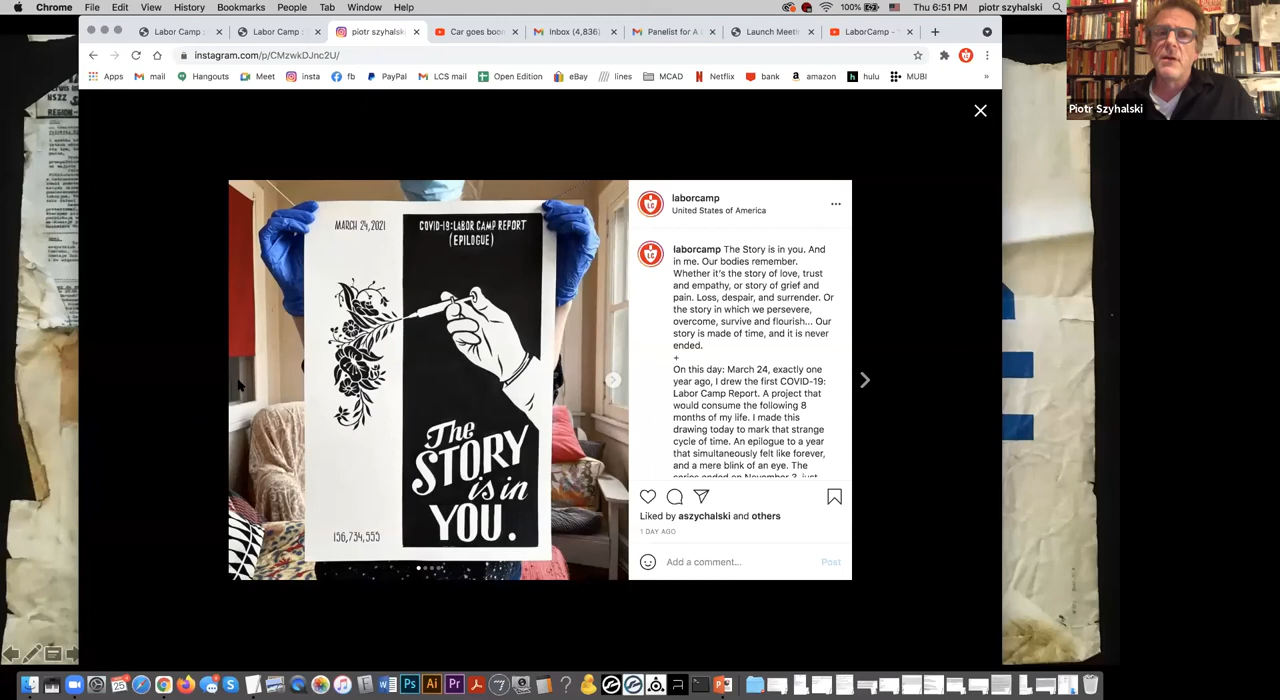 Chrome File Edit View History Bookmarks People Tab Window Help
100% Thu 6:51 PM piotr szyhalski
Labor Camp : Labor Camp : piotr szyhalski Car goes boom Inbox (4,836) Panelist for A L Launch Meeti LaborCamp -
instagram.com/p/CMzwkDJnc2U/
Apps mail Hangouts Meet insta fb PayPal LCS mail Open Edition eBay lines MCAD Netflix bank amazon hulu MUBI »
Piotr Szyhalski
MARCH 24, 2021
COVID-19: LABOR CAMP REPORT
(EPILOGUE)
The
STORY
is in
YOU.
156,734,555
laborcamp
United States of America
laborcamp The Story is in you. And
in me. Our bodies remember.
Whether it's the story of love, trust
and empathy, or story of grief and
pain. Loss, despair, and surrender. Or
the story in which we persevere,
overcome, survive and flourish... Our
story is made of time, and it is never
ended.
+
On this day: March 24, exactly one
year ago, I drew the first COVID-19:
Labor Camp Report. A project that
would consume the following 8
months of my life. I made this
drawing today to mark that strange
cycle of time. An epilogue to a year
that simultaneously felt like forever,
and a mere blink of an eye. The
series ended on November 3, just
Liked by aszychalski and others
1 DAY AGO
Add a comment... Post